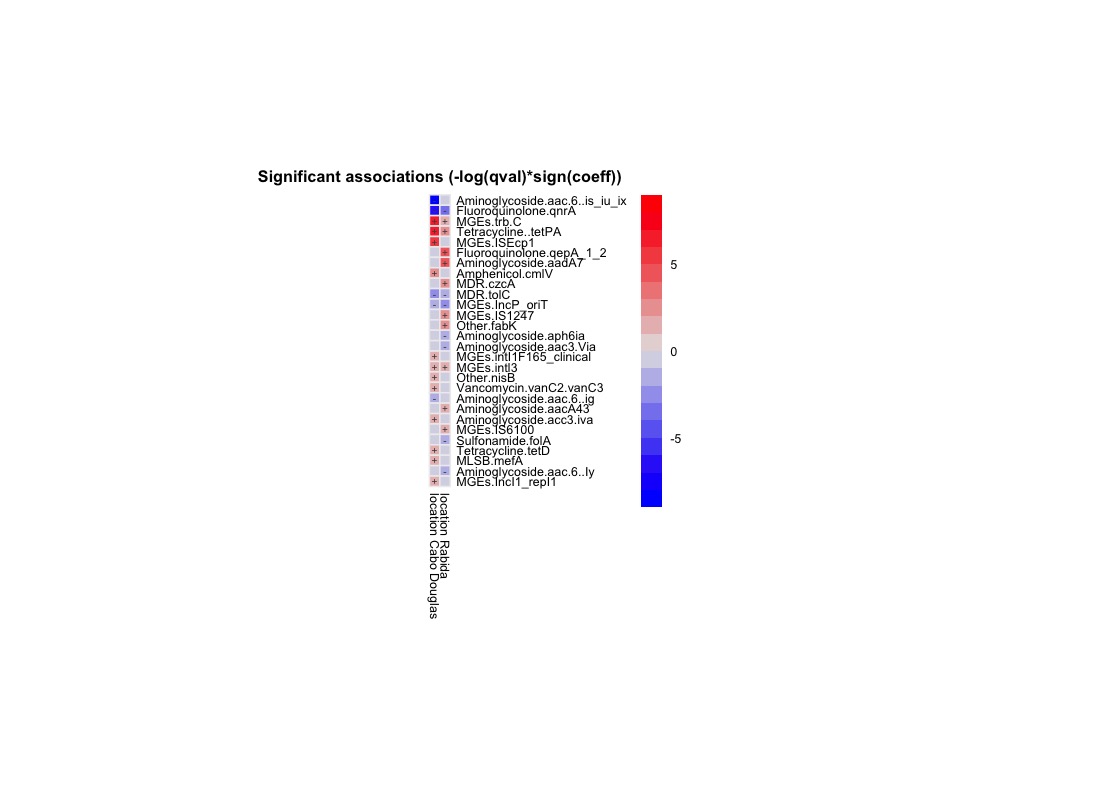 Significant associations (-log(qval)*sign(coeff))
Aminoglycoside.aac.6..is_iu_ix
- Fluoroquinolone.qnrA
+ + MGEs.trb.C
+ + Tetracycline..tetPA
+ MGEs.ISEcp1
+ Fluoroquinolone.qepA_1_2
+ Aminoglycoside.aadA7
+ Amphenicol.cmlV
+ MDR.czcA
- - MDR.tolC
- - MGEs.IncP_oriT
+ MGEs.IS1247
+ Other.fabK
- Aminoglycoside.aph6ia
- Aminoglycoside.aac3.Via
+ MGEs.intI1F165_clinical
+ + MGEs.intI3
+ Other.nisB
+ Vancomycin.vanC2.vanC3
- Aminoglycoside.aac.6..ig
+ Aminoglycoside.aacA43
+ Aminoglycoside.acc3.iva
+ MGEs.IS6100
- Sulfonamide.folA
+ Tetracycline.tetD
+ MLSB.mefA
- Aminoglycoside.aac.6..Iy
+ MGEs.IncI1_repI1
5
0
-5
location Cabo Douglas
location Rabida